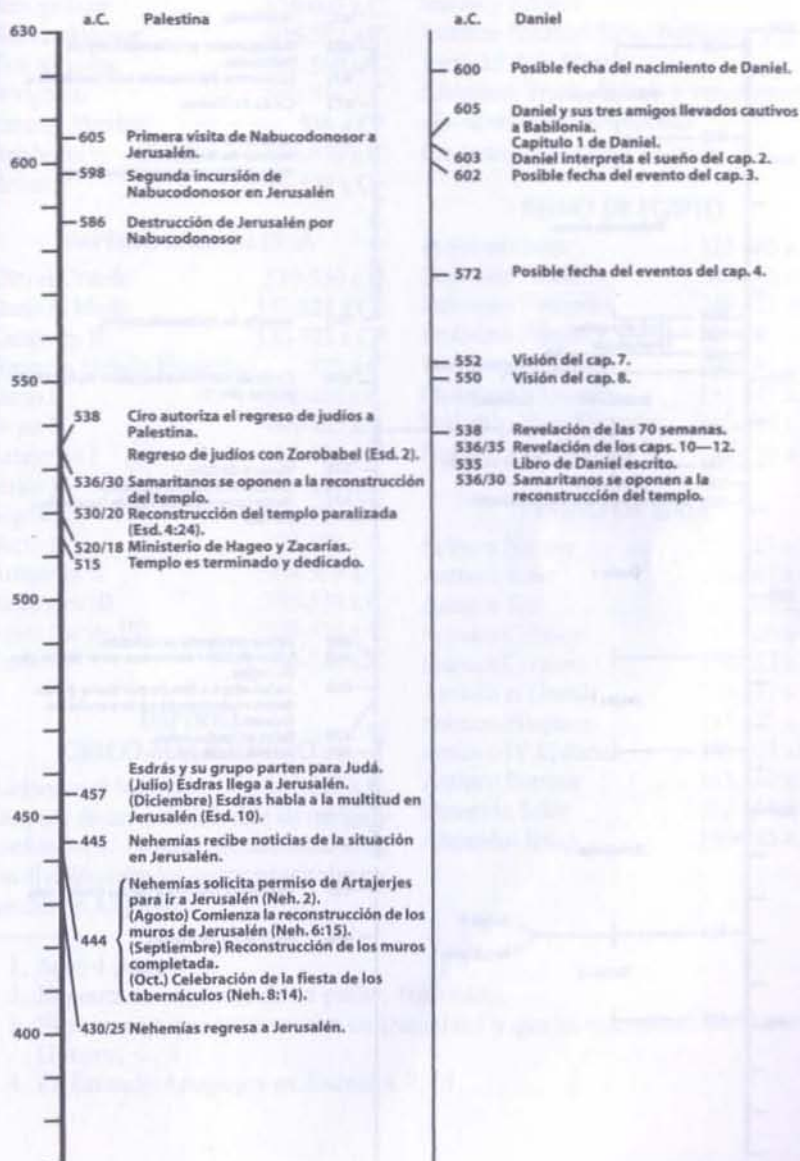 a.C. Palestina
630
605 Primera visita de Nabucodonosor a
Jerusalén.
600
598 Segunda incursión de
Nabucodonosor en Jerusalén
586 Destrucción de Jerusalén por
Nabucodonosor
550
538 Ciro autoriza el regreso de judíos a
Palestina.
Regreso de judíos con Zorobabel (Esd. 2).
536/30 Samaritanos se oponen a la reconstrucción
del templo.
530/20 Reconstrucción del templo paralizada
(Esd. 4:24).
520/18 Ministerio de Hageo y Zacarías.
515 Templo es terminado y dedicado.
500
Esdrás y su grupo parten para Judá.
457 (Julio) Esdras llega a Jerusalén.
(Diciembre) Esdras habla a la multitud en
Jerusalén (Esd. 10).
450
445 Nehemías recibe noticias de la situación
en Jerusalén.
444 Nehemías solicita permiso de Artajerjes
para ir a Jerusalén (Neh. 2).
(Agosto) Comienza la reconstrucción de los
muros de Jerusalén (Neh. 6:15).
(Septiembre) Reconstrucción de los muros
completada.
(Oct.) Celebración de la fiesta de los
tabernáculos (Neh. 8:14).
400
430/25 Nehemías regresa a Jerusalén.
a.C. Daniel
600 Posible fecha del nacimiento de Daniel.
605 Daniel y sus tres amigos llevados cautivos
a Babilonia.
Capítulo 1 de Daniel.
603 Daniel interpreta el sueño del cap. 2.
602 Posible fecha del evento del cap. 3.
572 Posible fecha del eventos del cap. 4.
552 Visión del cap. 7.
550 Visión del cap. 8.
538 Revelación de las 70 semanas.
536/35 Revelación de los caps. 10—12.
535 Libro de Daniel escrito.
536/30 Samaritanos se oponen a la
reconstrucción del templo.